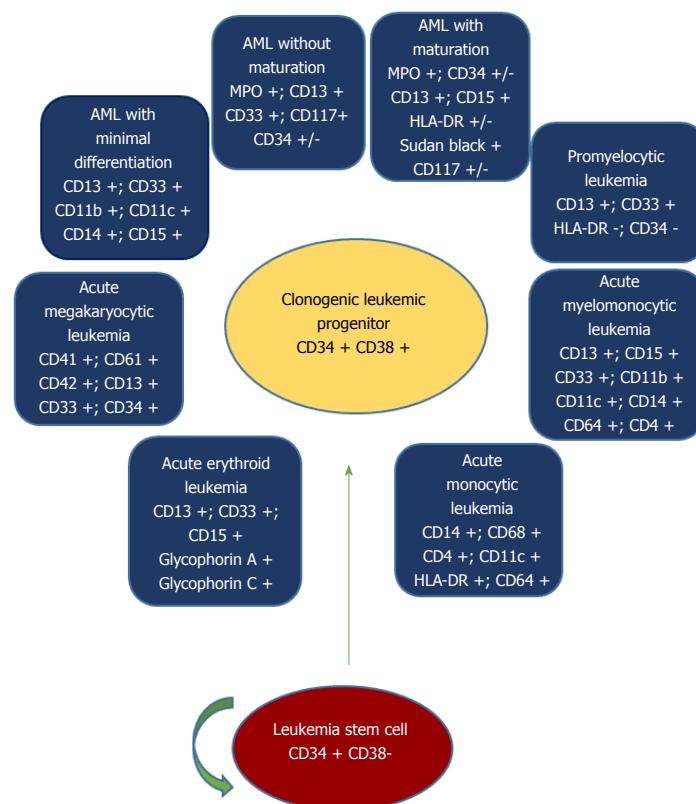 AML without
maturation
MPO +; CD13 +
CD33 +; CD117+
CD34 +/-
AML with
maturation
MPO +; CD34 +/-
CD13 +; CD15 +
HLA-DR +/-
Sudan black +
CD117 +/-
AML with
minimal
differentiation
CD13 +; CD33 +
CD11b +; CD11c +
CD14 +; CD15 +
Promyelocytic
leukemia
CD13 +; CD33 +
HLA-DR -; CD34 -
Clonogenic leukemic
progenitor
CD34 + CD38 +
Acute
megakaryocytic
leukemia
CD41 +; CD61 +
CD42 +; CD13 +
CD33 +; CD34 +
Acute
myelomonocytic
leukemia
CD13 +; CD15 +
CD33 +; CD11b +
CD11c +; CD14 +
CD64 +; CD4 +
Acute erythroid
leukemia
CD13 +; CD33 +;
CD15 +
Glycophorin A +
Glycophorin C +
Acute
monocytic
leukemia
CD14 +; CD68 +
CD4 +; CD11c +
HLA-DR +; CD64 +
Leukemia stem cell
CD34 + CD38-